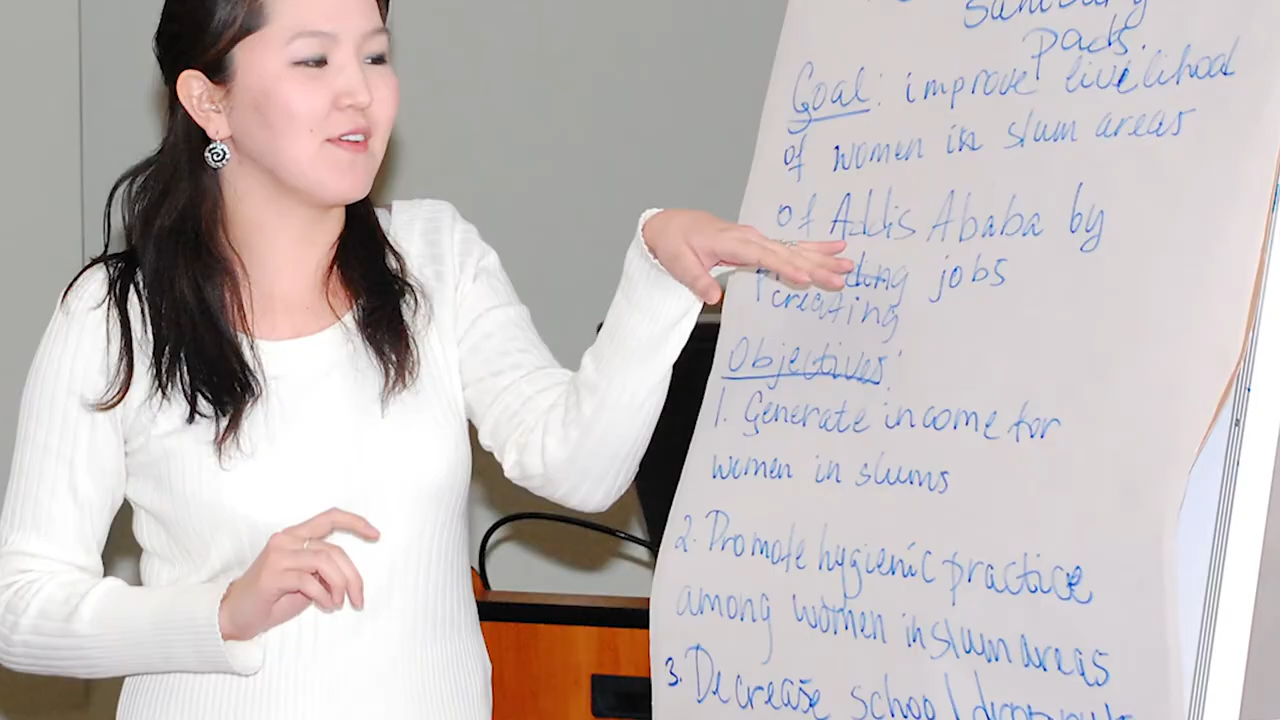 Sanitary
pads.
Goal: improve livelihood
of women in slum areas
of Addis Ababa by
jobs
creating
Objectives:
1. Generate income for
women in slums
2. Promote hygienic practice
among women in slum areas
3. Decrease school dropouts